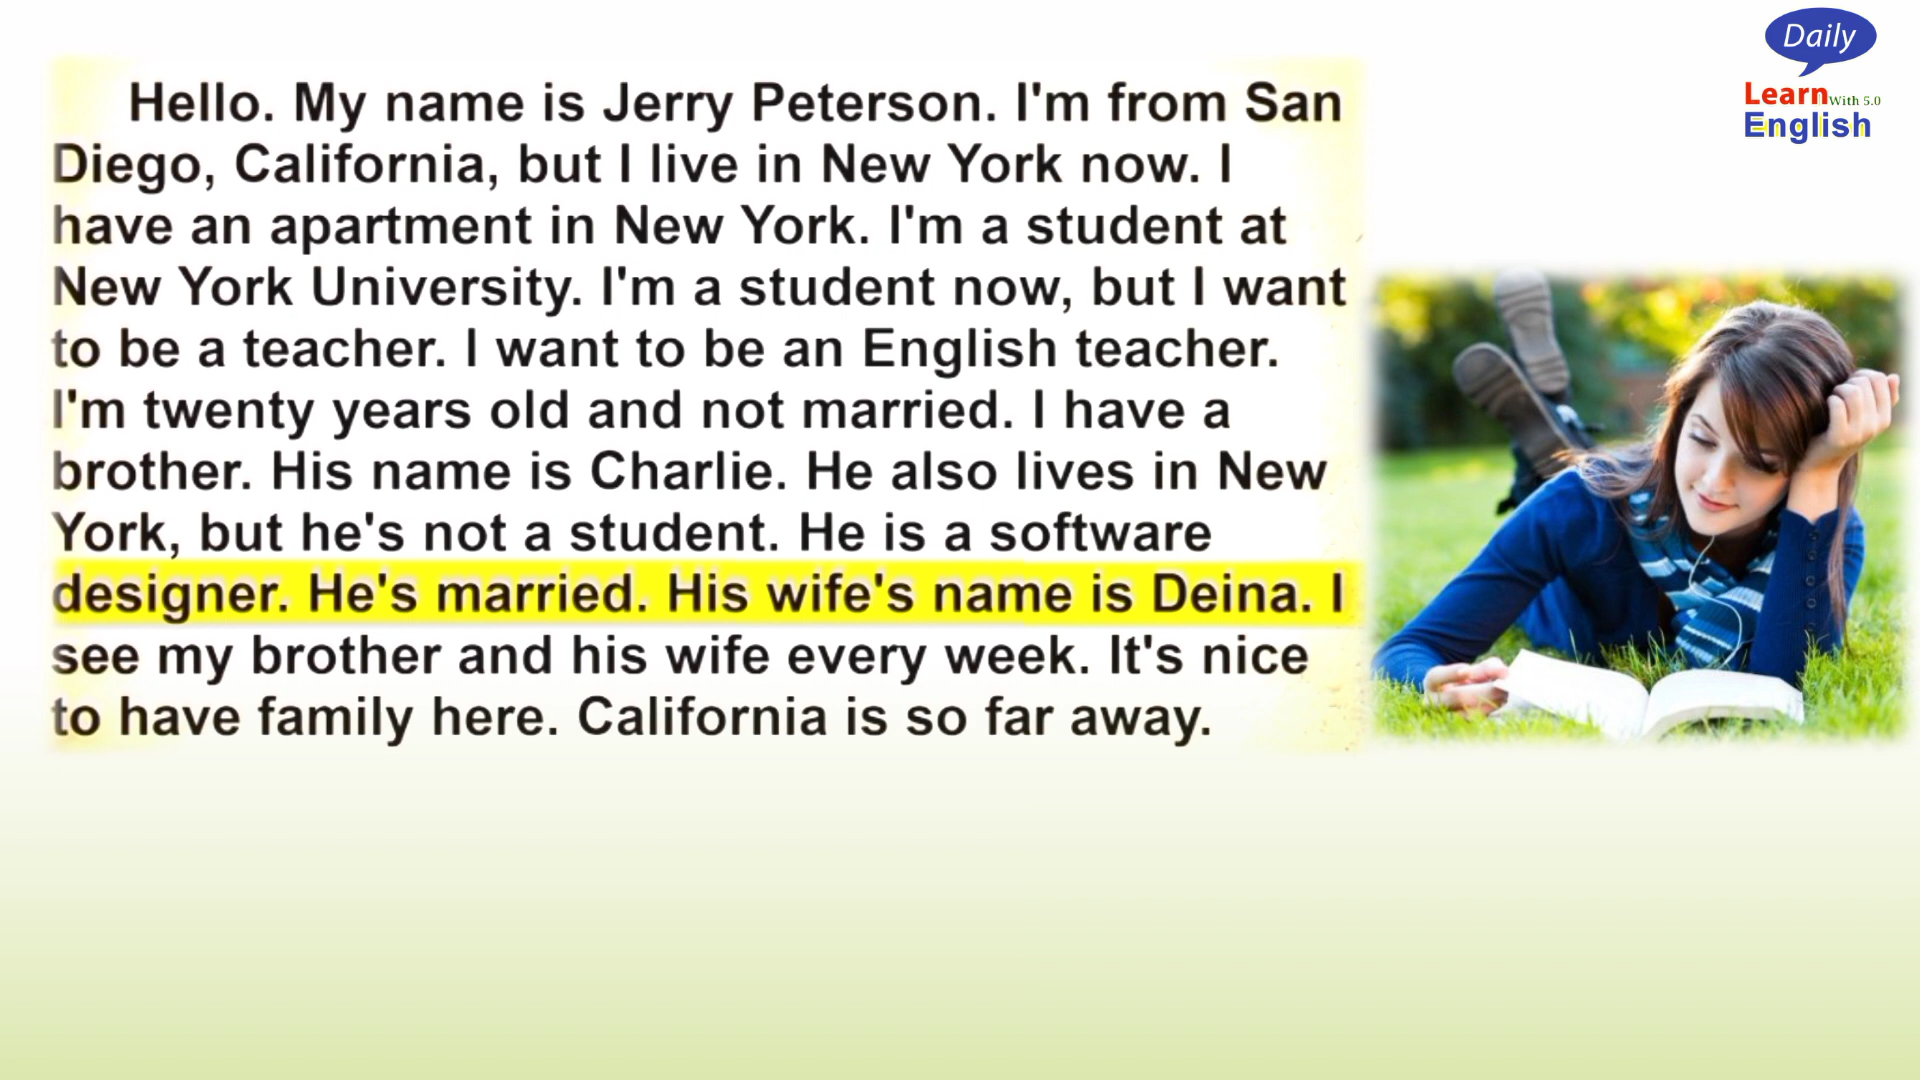 Daily
Learn With 5.0
English
Hello. My name is Jerry Peterson. I'm from San
Diego, California, but I live in New York now. I
have an apartment in New York. I'm a student at
New York University. I'm a student now, but I want
to be a teacher. I want to be an English teacher.
I'm twenty years old and not married. I have a
brother. His name is Charlie. He also lives in New
York, but he's not a student. He is a software
designer. He's married. His wife's name is Deina. I
see my brother and his wife every week. It's nice
to have family here. California is so far away.